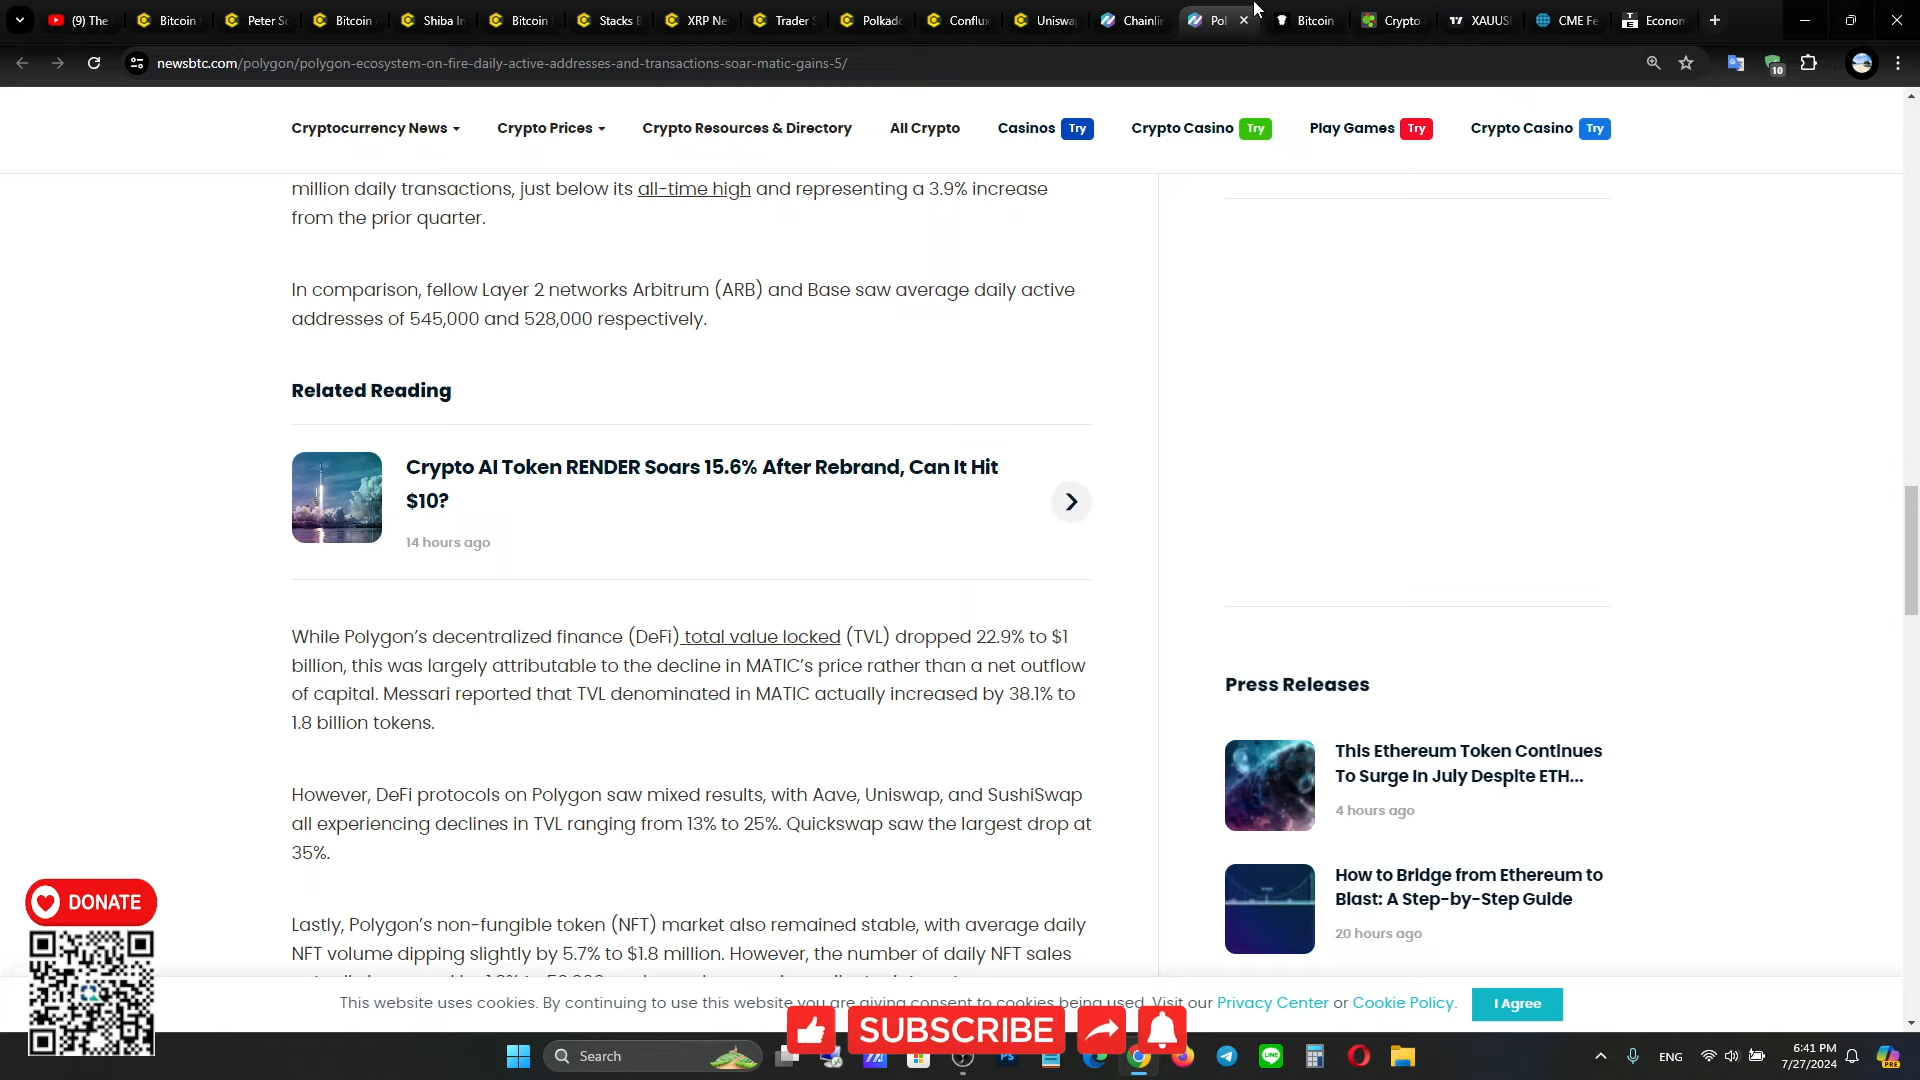 (9) The
Bitcoin
Peter Sc
Bitcoin
Shiba In
Bitcoin
Stacks
XRP Ne
Trader
Polkado
Conflux
Uniswa
Chainlin
Pol
Bitcoin
Crypto
XAUUS
CME Fe
Econon
newsbtc.com/polygon/polygon-ecosystem-on-fire-daily-active-addresses-and-transactions-soar-matic-gains-5/
10
Cryptocurrency News Crypto Prices Crypto Resources & Directory All Crypto Casinos Try Crypto Casino Try Play Games Try Crypto Casino Try
million daily transactions, just below its all-time high and representing a 3.9% increase
from the prior quarter.
In comparison, fellow Layer 2 networks Arbitrum (ARB) and Base saw average daily active
addresses of 545,000 and 528,000 respectively.
Related Reading
Crypto AI Token RENDER Soars 15.6% After Rebrand, Can It Hit
$10?
14 hours ago
While Polygon’s decentralized finance (DeFi) total value locked (TVL) dropped 22.9% to $1
billion, this was largely attributable to the decline in MATIC’s price rather than a net outflow
of capital. Messari reported that TVL denominated in MATIC actually increased by 38.1% to
1.8 billion tokens.
However, DeFi protocols on Polygon saw mixed results, with Aave, Uniswap, and SushiSwap
all experiencing declines in TVL ranging from 13% to 25%. Quickswap saw the largest drop at
35%.
Lastly, Polygon’s non-fungible token (NFT) market also remained stable, with average daily
NFT volume dipping slightly by 5.7% to $1.8 million. However, the number of daily NFT sales
Press Releases
This Ethereum Token Continues
To Surge In July Despite ETH...
4 hours ago
How to Bridge from Ethereum to
Blast: A Step-by-Step Guide
20 hours ago
DONATE
This website uses cookies. By continuing to use this website you are giving consent to cookies being used. Visit our Privacy Center or Cookie Policy.
I Agree
SUBSCRIBE
Search
Ps
LINE
ENG
6:41 PM
7/27/2024
PRE